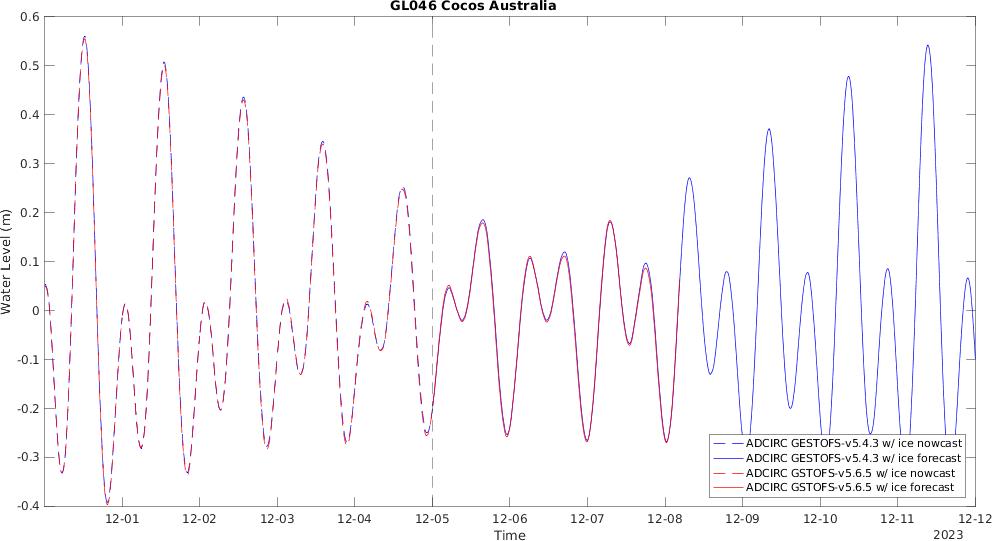 GL046 Cocos Australia
0.6
0.5
0.4
0.3
0.2
0.1
0
-0.1
-0.2
-0.3
-0.4
Water Level (m)
12-01 12-02 12-03 12-04 12-05 12-06 12-07 12-08 12-09 12-10 12-11 12-12
Time
2023
ADCIRC GESTOFS-v5.4.3 w/ ice nowcast
ADCIRC GESTOFS-v5.4.3 w/ ice forecast
ADCIRC GSTOFS-v5.6.5 w/ ice nowcast
ADCIRC GSTOFS-v5.6.5 w/ ice forecast